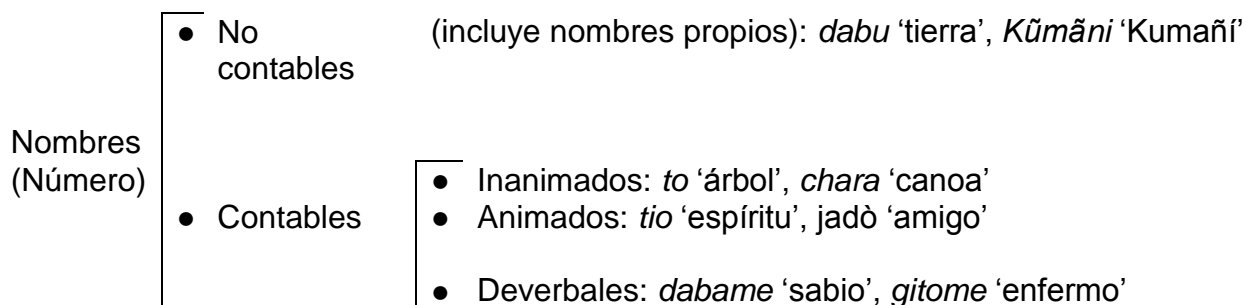 ● No contables (incluye nombres propios): dabu ‘tierra’, Kũmãni ‘Kumañí’
Nombres (Número)
● Contables
● Inanimados: to ‘árbol’, chara ‘canoa’
● Animados: tio ‘espíritu’, jadò ‘amigo’
● Deverbales: dabame ‘sabio’, gitome ‘enfermo’